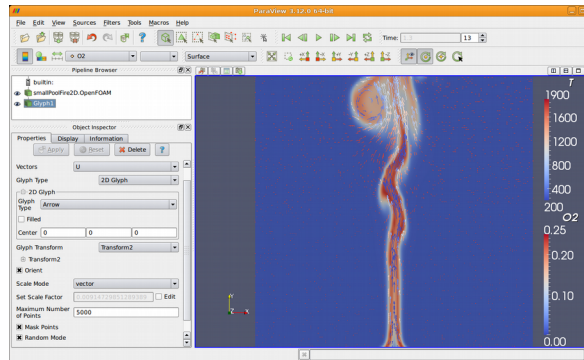 ParaView 3.12.0 64-bit
File Edit View Sources Filters Tools Macros Help
Time: 13
O2 Surface
Pipeline Browser
builtin:
smallPoolFire2D.OpenFOAM
Glyph1
Object Inspector
Properties Display Information
Apply Reset Delete ?
Vectors U
Glyph Type 2D Glyph
2D Glyph
Glyph Type Arrow
Filled
Center 0 0 0
Glyph Transform Transform2
Transform2
Orient
Scale Mode vector
Set Scale Factor Edit
Maximum Number of Points 5000
Mask Points
Random Mode
T
1900
1600
1200
800
400
200
O2
0.25
0.20
0.10
0.00
Y
Z X